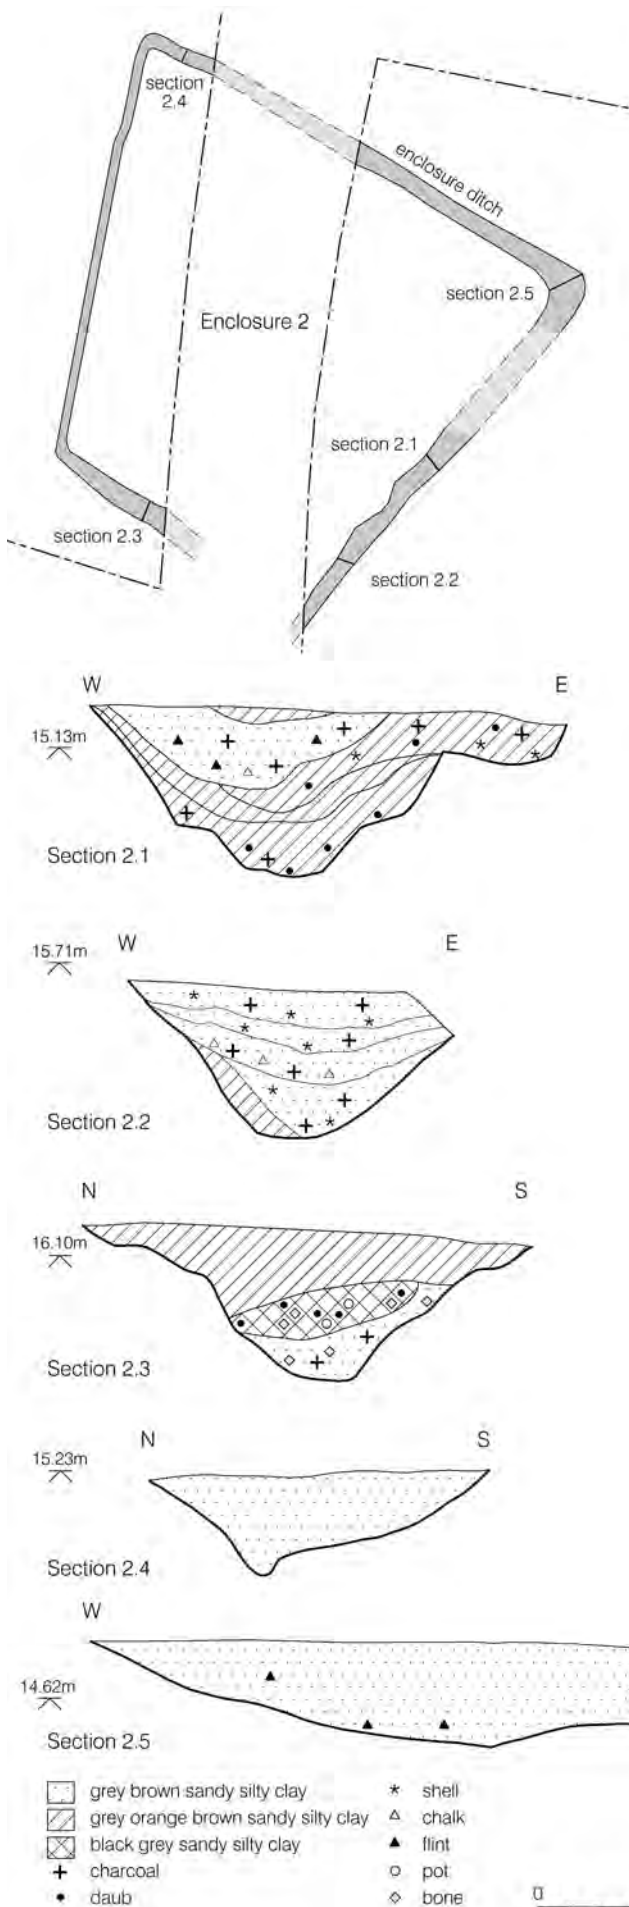 section
2.4
enclosure ditch
section 2.5
Enclosure 2
section 2.1
section 2.3
section 2.2
W E
15.13m
Section 2.1
15.71m W E
Section 2.2
N S
16.10m
Section 2.3
15.23m N S
Section 2.4
W
14.62m
Section 2.5
grey brown sandy silty clay
grey orange brown sandy silty clay
black grey sandy silty clay
charcoal
daub
shell
chalk
flint
pot
bone
0